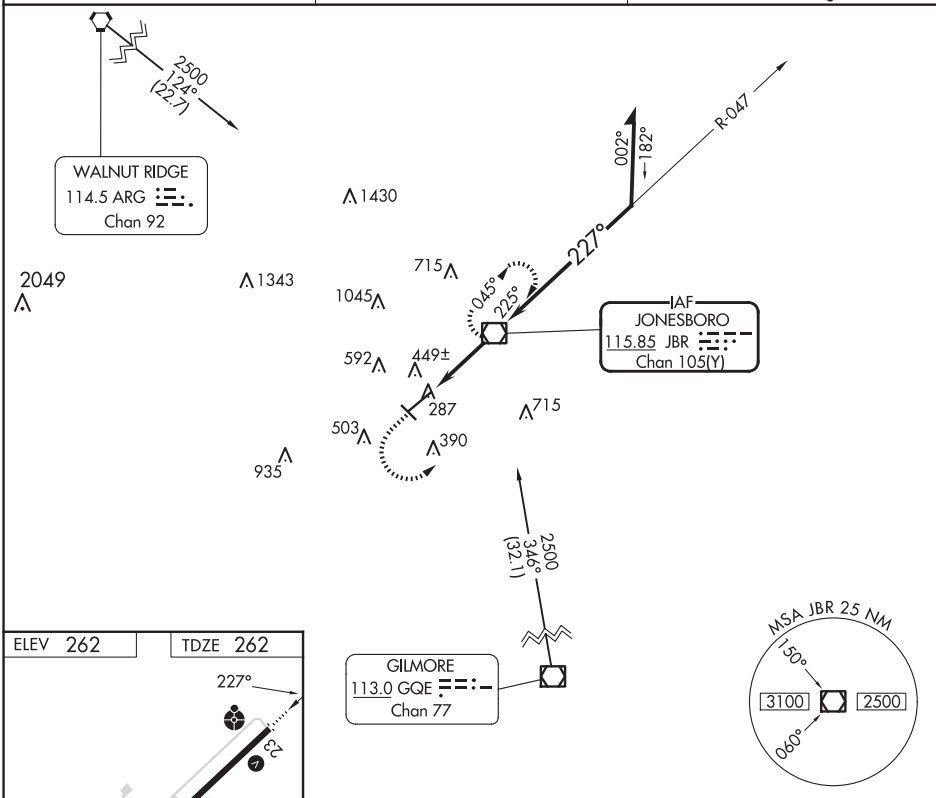 2500
124°
(22.7)
WALNUT RIDGE
114.5 ARG
Chan 92
R-047
002°
182°
227°
1430
2049
1343
715
1045
045°
225°
IAF
JONESBORO
115.85 JBR
Chan 105(Y)
592
449±
287
715
503
390
935
2500
346°
(32.1)
GILMORE
113.0 GQE
Chan 77
MSA JBR 25 NM
150°
3100
2500
060°
ELEV 262
TDZE 262
227°
23
V